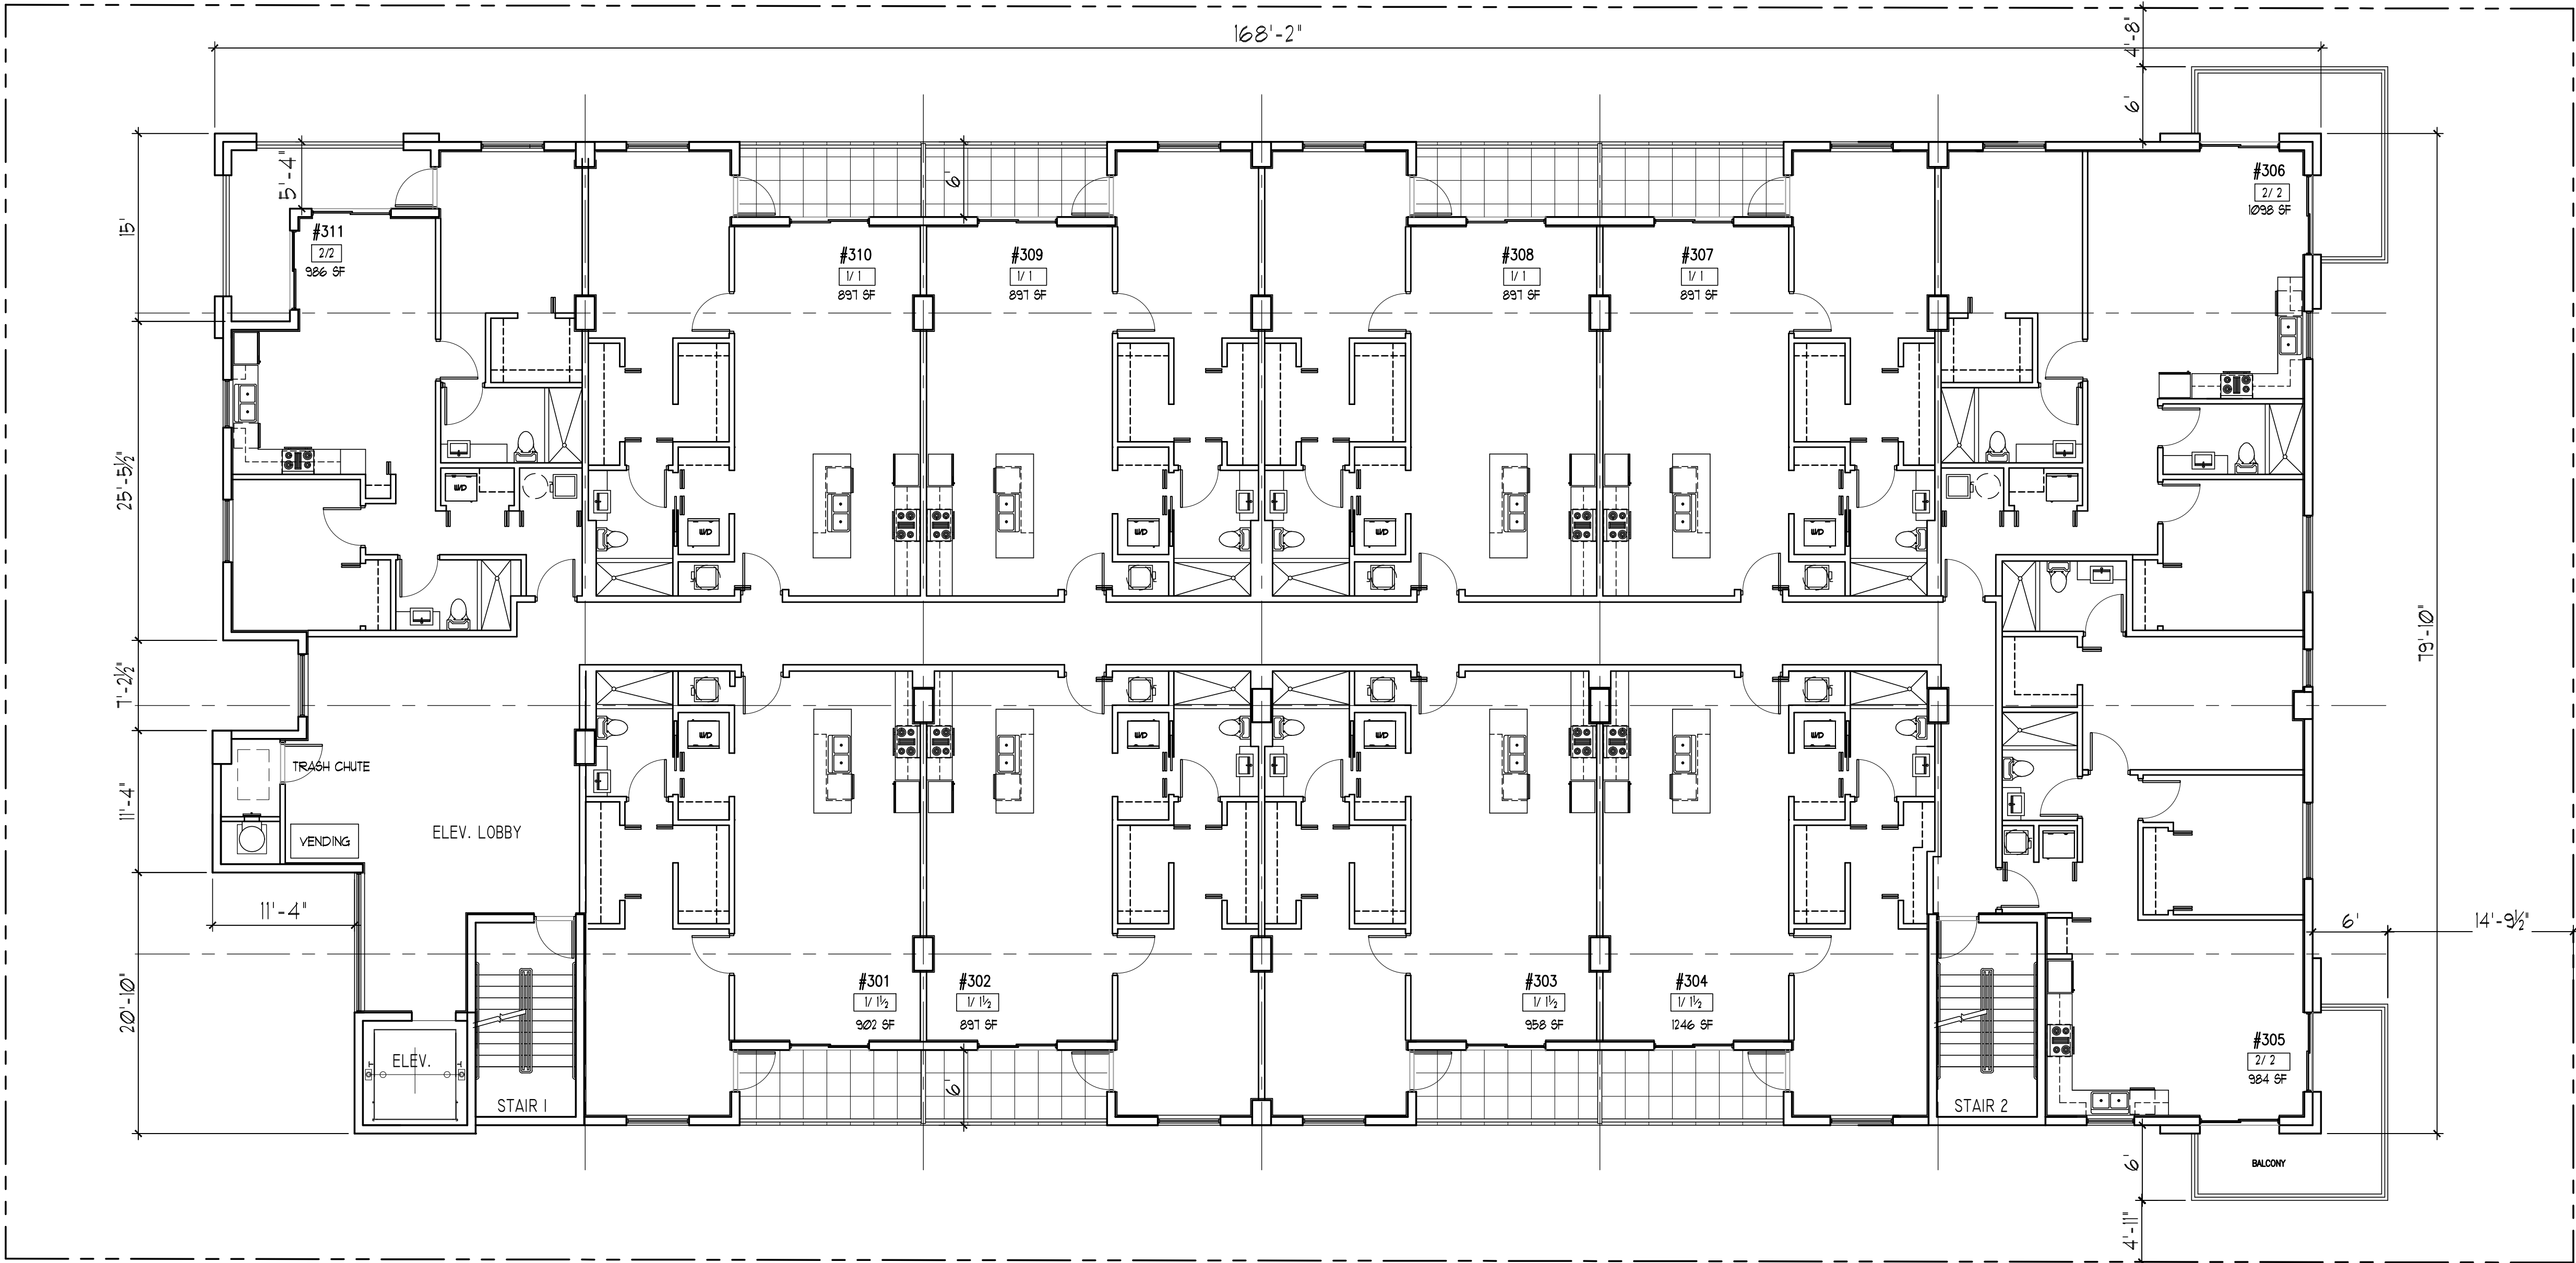 168'-2"
4'-8"
6'
5'-4"
15'
6'
#311
2/2
986 SF
#310
1/ 1
897 SF
#309
1/ 1
897 SF
#308
1/ 1
897 SF
#307
1/ 1
897 SF
#306
2/ 2
1098 SF
25'-5½"
W/D
W/D
W/D
W/D
W/D
7'-2½"
79'-10"
W/D
W/D
W/D
W/D
TRASH CHUTE
11'-4"
VENDING
ELEV. LOBBY
11'-4"
6'
14'-9½"
20'-10"
#301
1/ 1½
902 SF
#302
1/ 1½
897 SF
#303
1/ 1½
958 SF
#304
1/ 1½
1246 SF
#305
2/ 2
984 SF
ELEV.
6'
STAIR 1
STAIR 2
6'
BALCONY
4'-11"